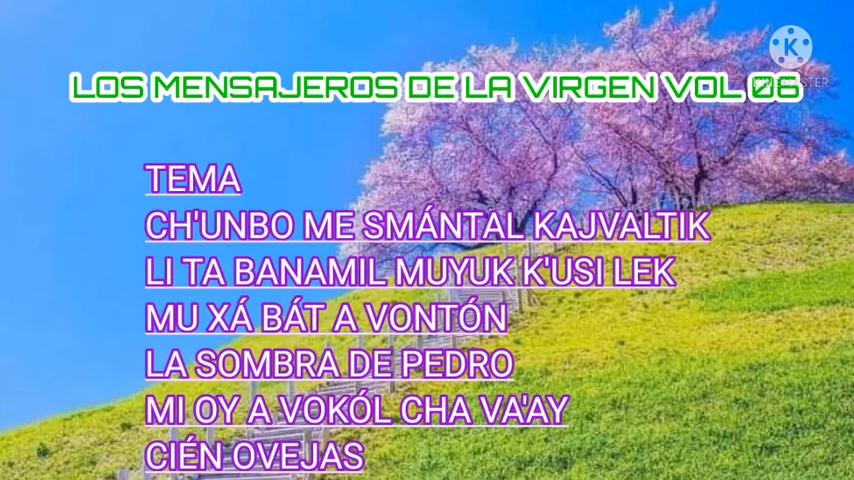 LOS MENSAJEROS DE LA VIRGEN VOL 06
K
KINEMASTER
TEMA
CH'UNBO ME SMÁNTAL KAJVALTIK
LI TA BANAMIL MUYUK K'USI LEK
MU XÁ BÁT A VONTÓN
LA SOMBRA DE PEDRO
MI OY A VOKÓL CHA VA'AY
CIÉN OVEJAS